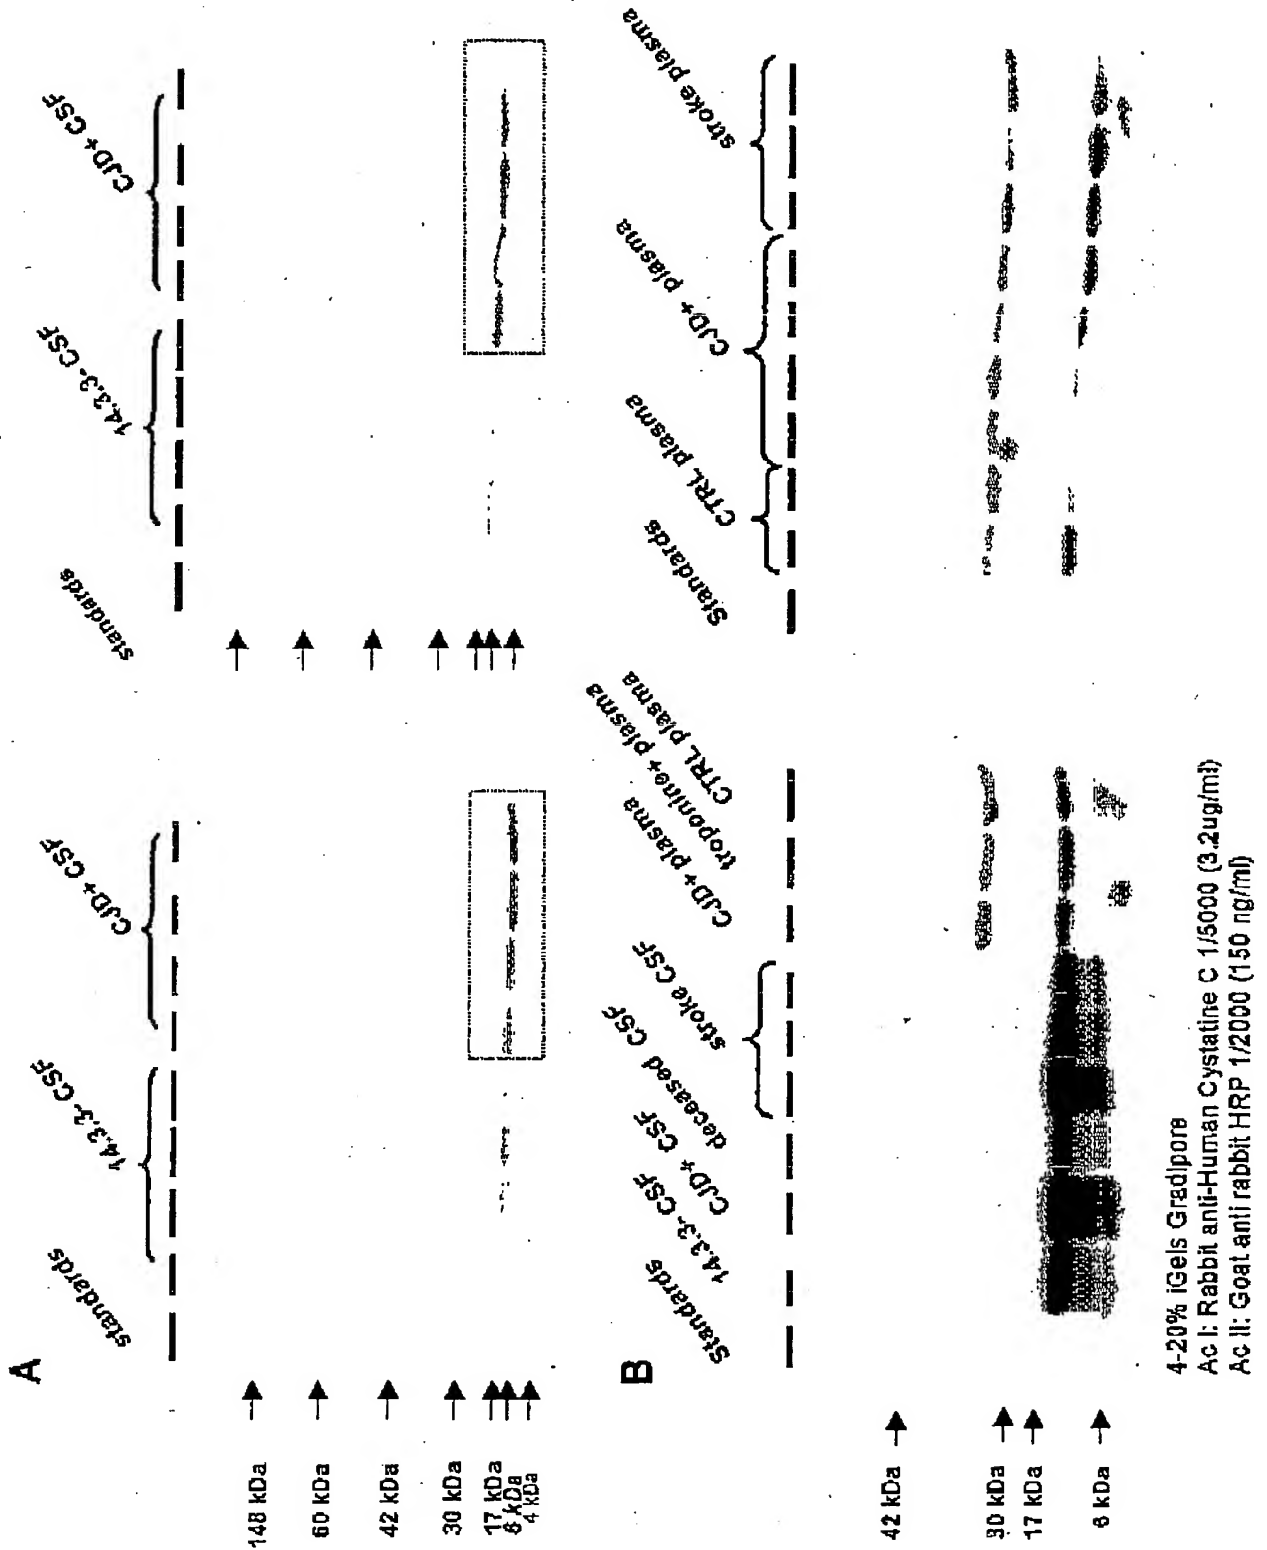 A
standards
14.3.3- CSF
CJD+ CSF
standards
14.3.3- CSF
CJD+ CSF
148 kDa
60 kDa
42 kDa
30 kDa
17 kDa
6 kDa
4 kDa
B
Standards
14.3.3- CSF
CJD+ CSF
deceased CSF
stroke CSF
CJD+ plasma
troponine+ plasma
CTRL plasma
Standards
CTRL plasma
CJD+ plasma
stroke plasma
42 kDa
30 kDa
17 kDa
6 kDa
4-20% iGels Gradipore
Ac I: Rabbit anti-Human Cystatine C 1/5000 (3.2ug/ml)
Ac II: Goat anti rabbit HRP 1/2000 (150 ng/ml)